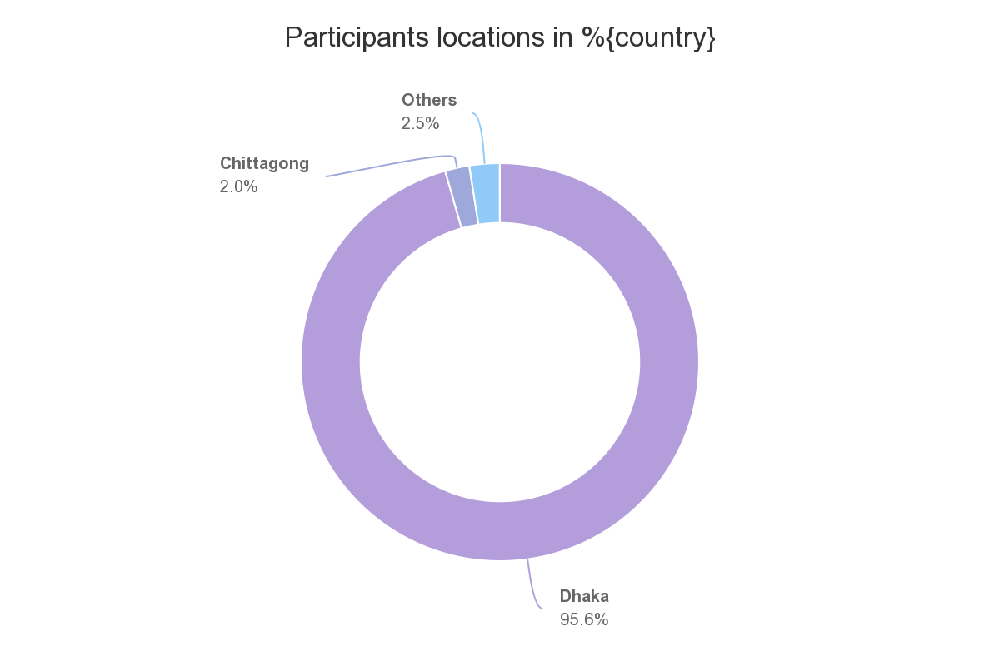 Participants locations in %{country}
Others
2.5%
Chittagong
2.0%
Dhaka
95.6%